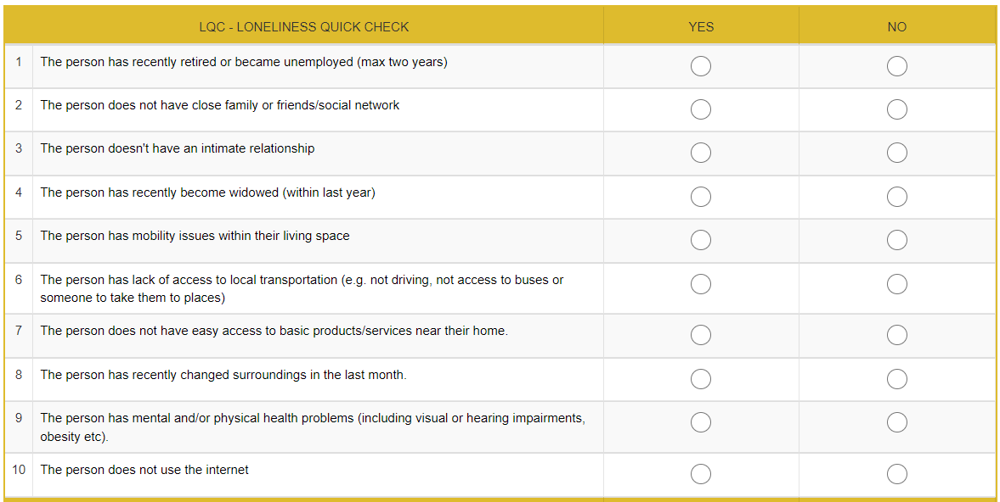 LQC - LONELINESS QUICK CHECK YES NO
1 The person has recently retired or became unemployed (max two years)
2 The person does not have close family or friends/social network
3 The person doesn't have an intimate relationship
4 The person has recently become widowed (within last year)
5 The person has mobility issues within their living space
6 The person has lack of access to local transportation (e.g. not driving, not access to buses or
someone to take them to places)
7 The person does not have easy access to basic products/services near their home.
8 The person has recently changed surroundings in the last month.
9 The person has mental and/or physical health problems (including visual or hearing impairments,
obesity etc).
10 The person does not use the internet